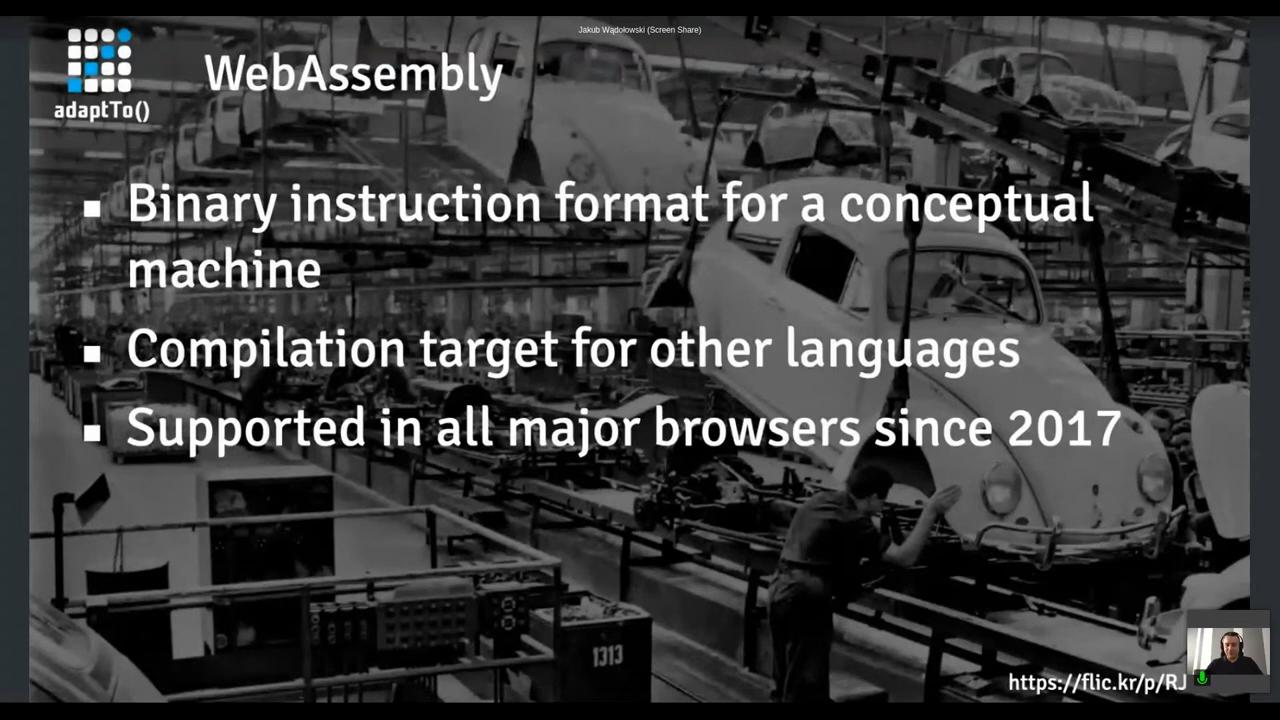 Jakub Wądołowski (Screen Share)
adaptTo()
WebAssembly
Binary instruction format for a conceptual
machine
Compilation target for other languages
Supported in all major browsers since 2017
1313
https://flic.kr/p/RJ